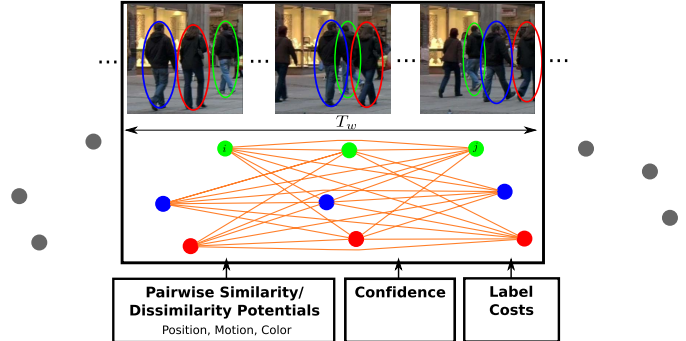 ... ... ... ...
T_w
i j
Pairwise Similarity/
Dissimilarity Potentials
Position, Motion, Color
Confidence
Label
Costs